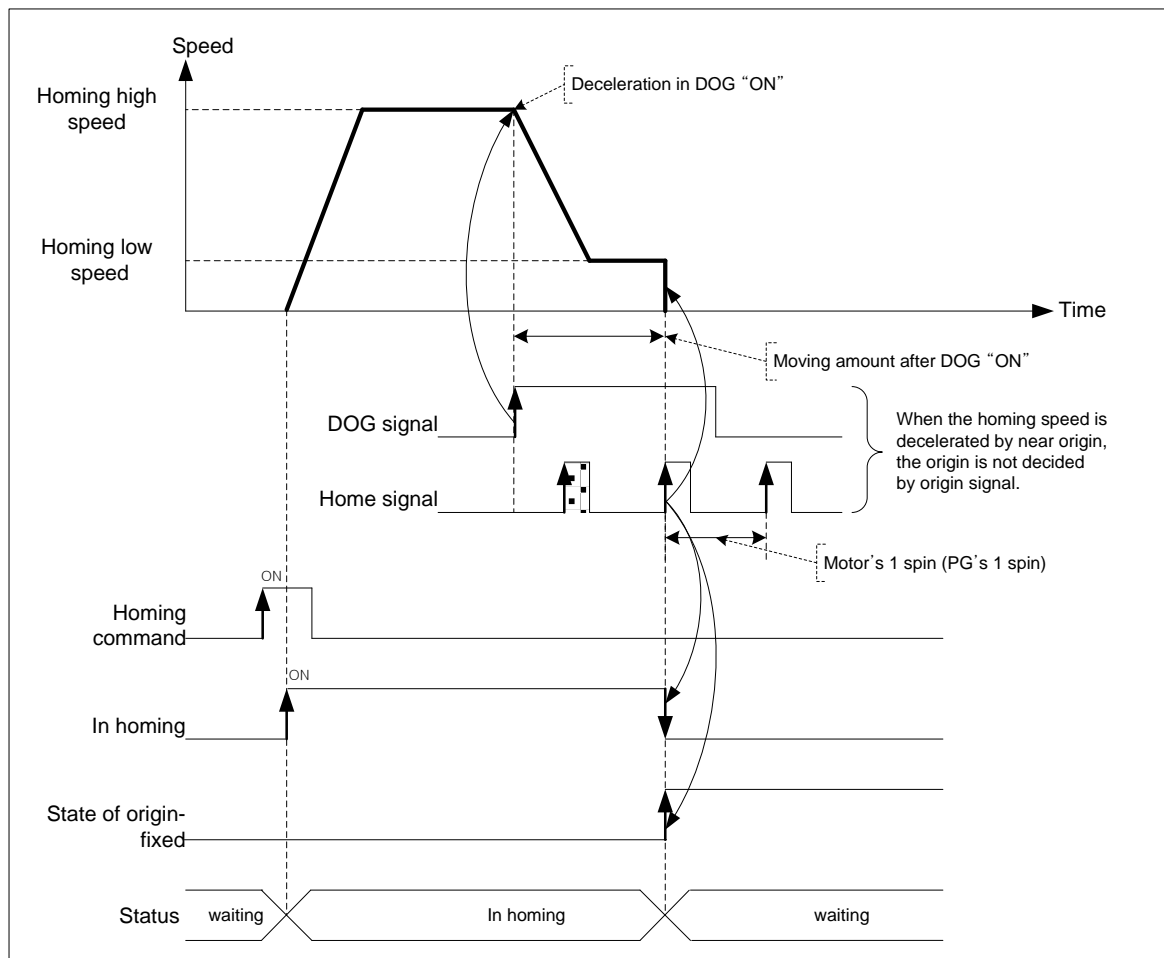 Speed
Homing high
speed
Deceleration in DOG “ON”
Homing low
speed
Time
Moving amount after DOG “ON”
DOG signal
When the homing speed is
decelerated by near origin,
the origin is not decided
by origin signal.
Home signal
Motor’s 1 spin (PG’s 1 spin)
ON
Homing
command
ON
In homing
State of origin-
fixed
Status
waiting
In homing
waiting